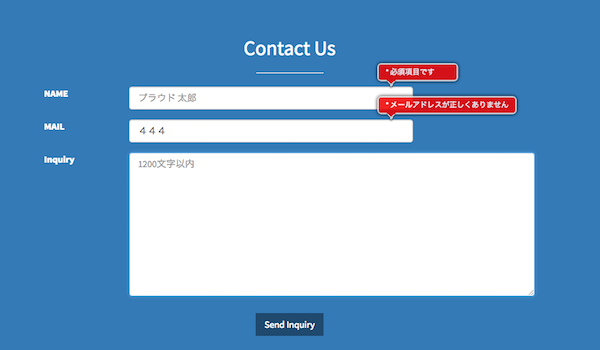 Contact Us
* 必須項目です
NAME
プラウド 太郎
* メールアドレスが正しくありません
MAIL
４４４
Inquiry
1200文字以内
Send Inquiry